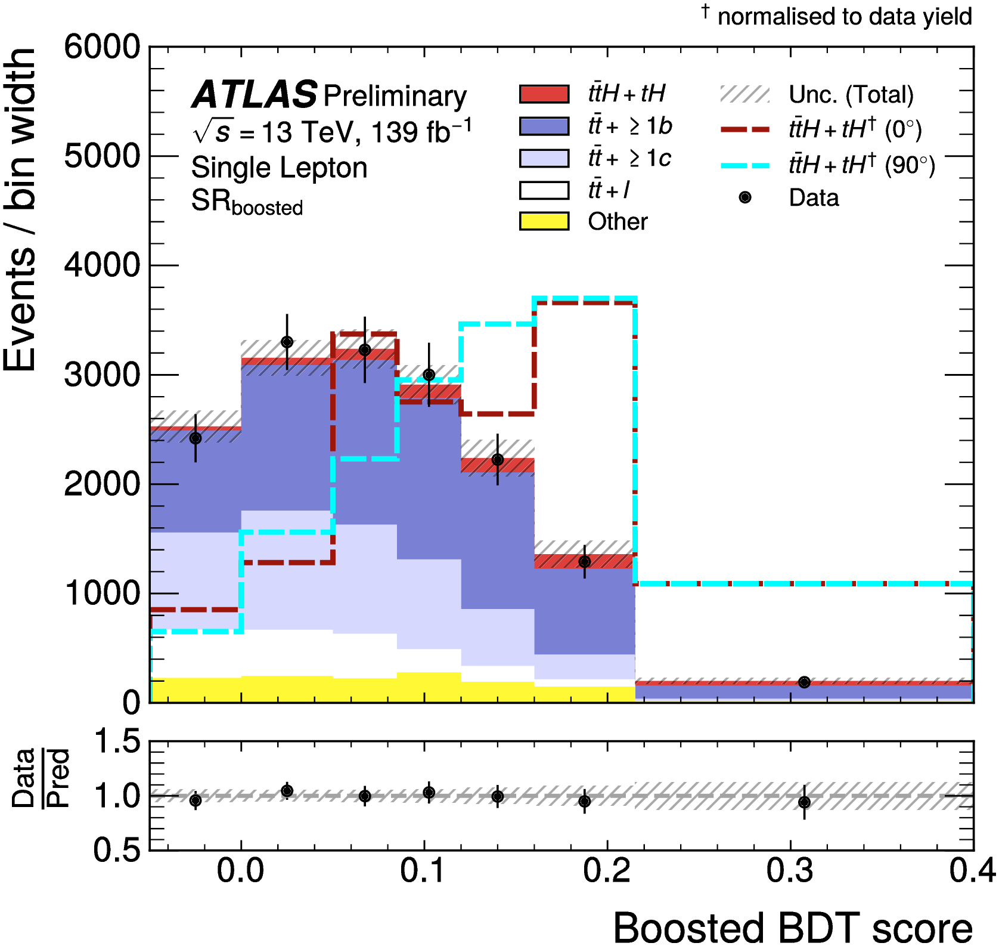 † normalised to data yield
6000
5000
4000
3000
2000
1000
0
Events / bin width
ATLAS Preliminary
√s = 13 TeV, 139 fb⁻¹
Single Lepton
SRboosted
tt̄H + tH
tt̄ + ≥ 1b
tt̄ + ≥ 1c
tt̄ + l
Other
Unc. (Total)
tt̄H + tH† (0°)
tt̄H + tH† (90°)
Data
1.5
1.0
0.5
Data
Pred
0.0 0.1 0.2 0.3 0.4
Boosted BDT score